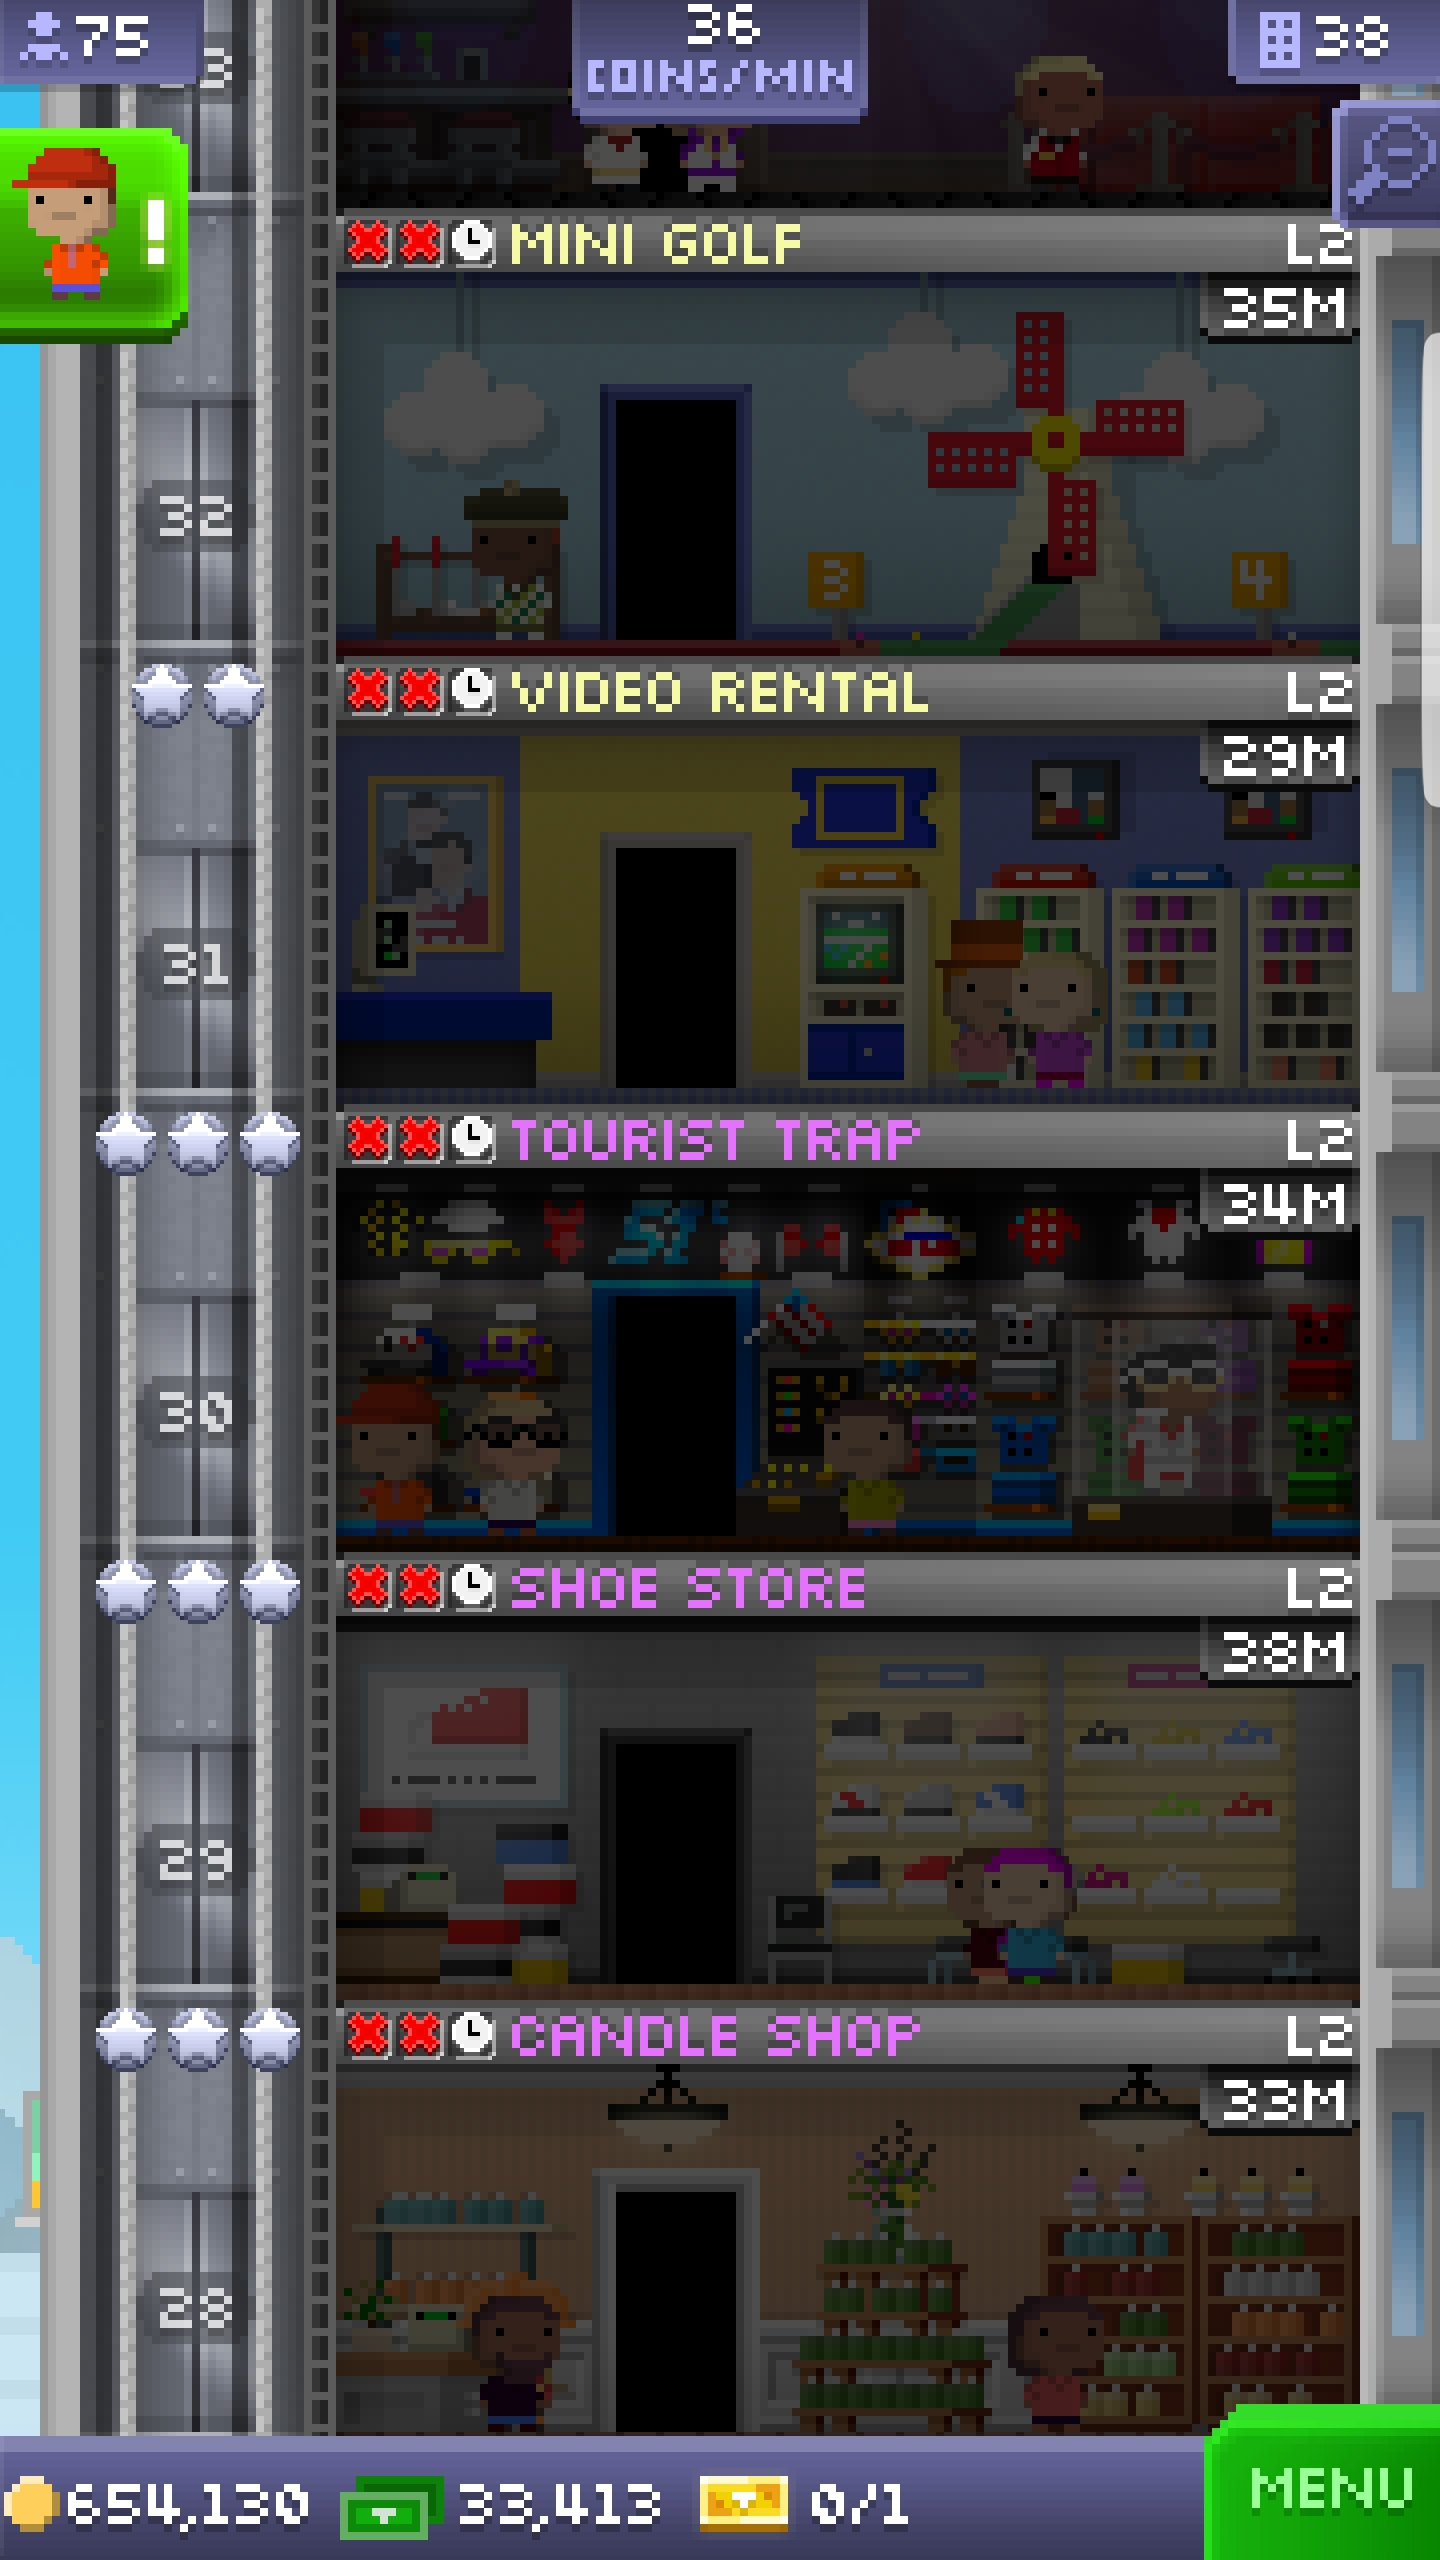 75
36
COINS/MIN
38
!
MINI GOLF
L2
35M
3
4
32
VIDEO RENTAL
L2
29M
31
TOURIST TRAP
L2
34M
30
SHOE STORE
L2
38M
29
CANDLE SHOP
L2
33M
28
654,130
33,413
0/1
MENU